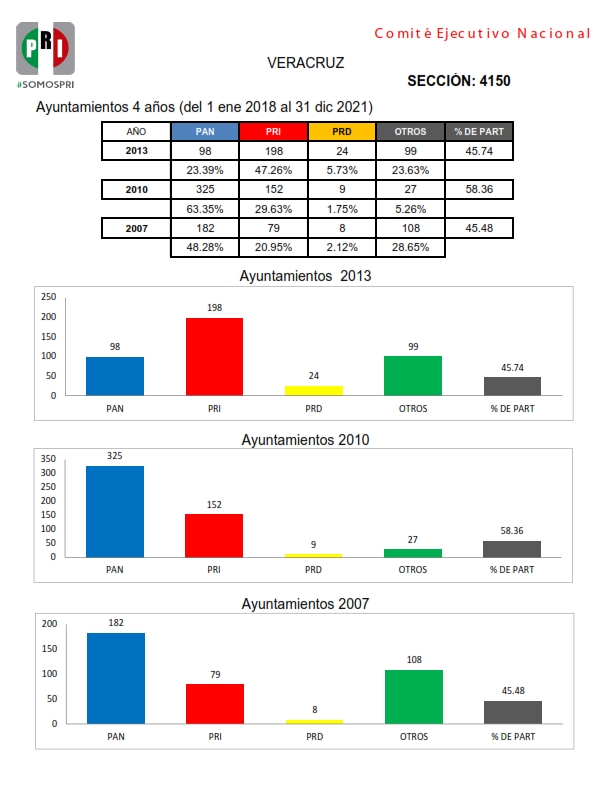 Comité Ejecutivo Nacional
PRI
#SOMOSPRI
VERACRUZ
SECCIÓN: 4150
Ayuntamientos 4 años (del 1 ene 2018 al 31 dic 2021)
AÑO PAN PRI PRD OTROS % DE PART
2013 98 198 24 99 45.74
23.39% 47.26% 5.73% 23.63%
2010 325 152 9 27 58.36
63.35% 29.63% 1.75% 5.26%
2007 182 79 8 108 45.48
48.28% 20.95% 2.12% 28.65%
Ayuntamientos 2013
250
200
150
100
50
0
98 198 24 99 45.74
PAN PRI PRD OTROS % DE PART
Ayuntamientos 2010
350
300
250
200
150
100
50
0
325 152 9 27 58.36
PAN PRI PRD OTROS % DE PART
Ayuntamientos 2007
200
150
100
50
0
182 79 8 108 45.48
PAN PRI PRD OTROS % DE PART